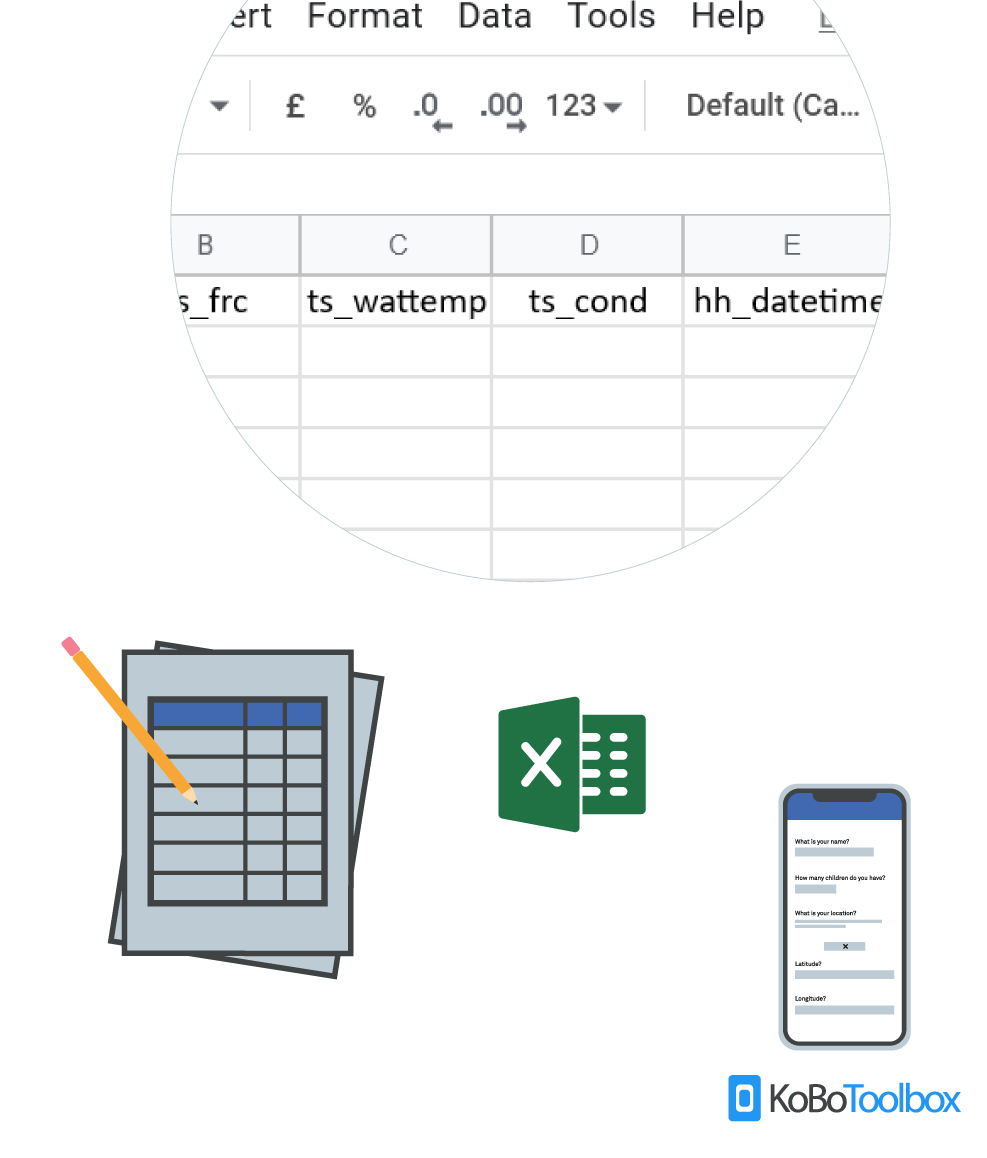 ert Format Data Tools Help
£ % .0 .00 123 Default (Ca...
B C D E
s_frc ts_wattemp ts_cond hh_datetime
X
What is your name?
How many children do you have?
What is your location?
x
Latitude?
Longitude?
KoBoToolbox